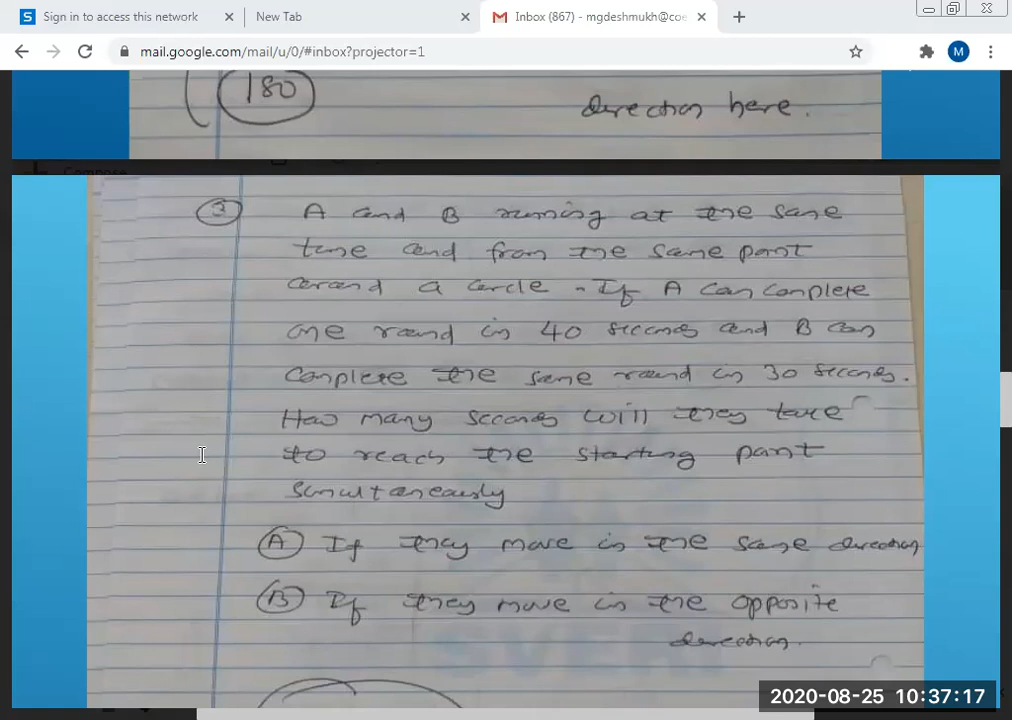 Sign in to access this network
New Tab
Inbox (867) - mgdeshmukh@coe
mail.google.com/mail/u/0/#inbox?projector=1
M
180
direction here.
Compose
3
A and B running at the same
time and from the same point
around a circle. If A can complete
one round in 40 seconds and B can
complete the same round in 30 seconds.
How many seconds will they take
to reach the starting point
simultaneously
A If they move in the same direction
B If they move in the opposite
direction.
SVERI
2020-08-25 10:37:17